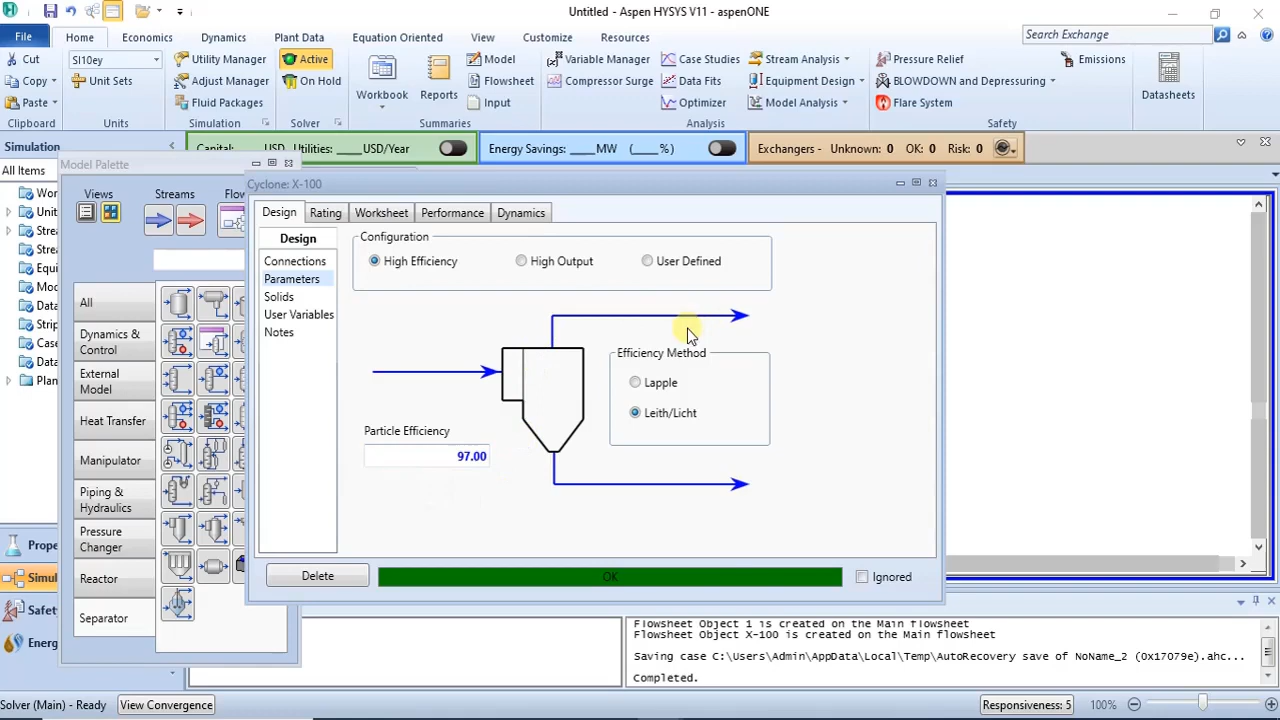 Untitled - Aspen HYSYS V11 - aspenONE
File Home Economics Dynamics Plant Data Equation Oriented View Customize Resources Search Exchange
Cut SI10ey Utility Manager Active Model Variable Manager Case Studies Stream Analysis Pressure Relief Emissions
Copy Unit Sets Adjust Manager On Hold Workbook Reports Flowsheet Compressor Surge Data Fits Equipment Design BLOWDOWN and Depressuring Datasheets
Paste Fluid Packages Input Optimizer Model Analysis Flare System
Clipboard Units Simulation Solver Summaries Analysis Safety
Simulation Capital: USD Utilities: ____USD/Year Energy Savings: ____MW (____%) Exchangers - Unknown: 0 OK: 0 Risk: 0
All Items Model Palette
Cyclone: X-100
Views Streams Flow
Design Rating Worksheet Performance Dynamics
Design
Connections
Parameters
Solids
User Variables
Notes
Configuration
High Efficiency High Output User Defined
Efficiency Method
Lapple
Leith/Licht
Particle Efficiency
97.00
All
Dynamics &
Control
External
Model
Heat Transfer
Manipulator
Piping &
Hydraulics
Pressure
Changer
Reactor
Separator
Delete OK Ignored
Flowsheet Object 1 is created on the Main flowsheet
Flowsheet Object X-100 is created on the Main flowsheet
Saving case C:\Users\Admin\AppData\Local\Temp\AutoRecovery save of NoName_2 (0x17079e).ahc...
Completed.
Solver (Main) - Ready View Convergence Responsiveness: 5 100%